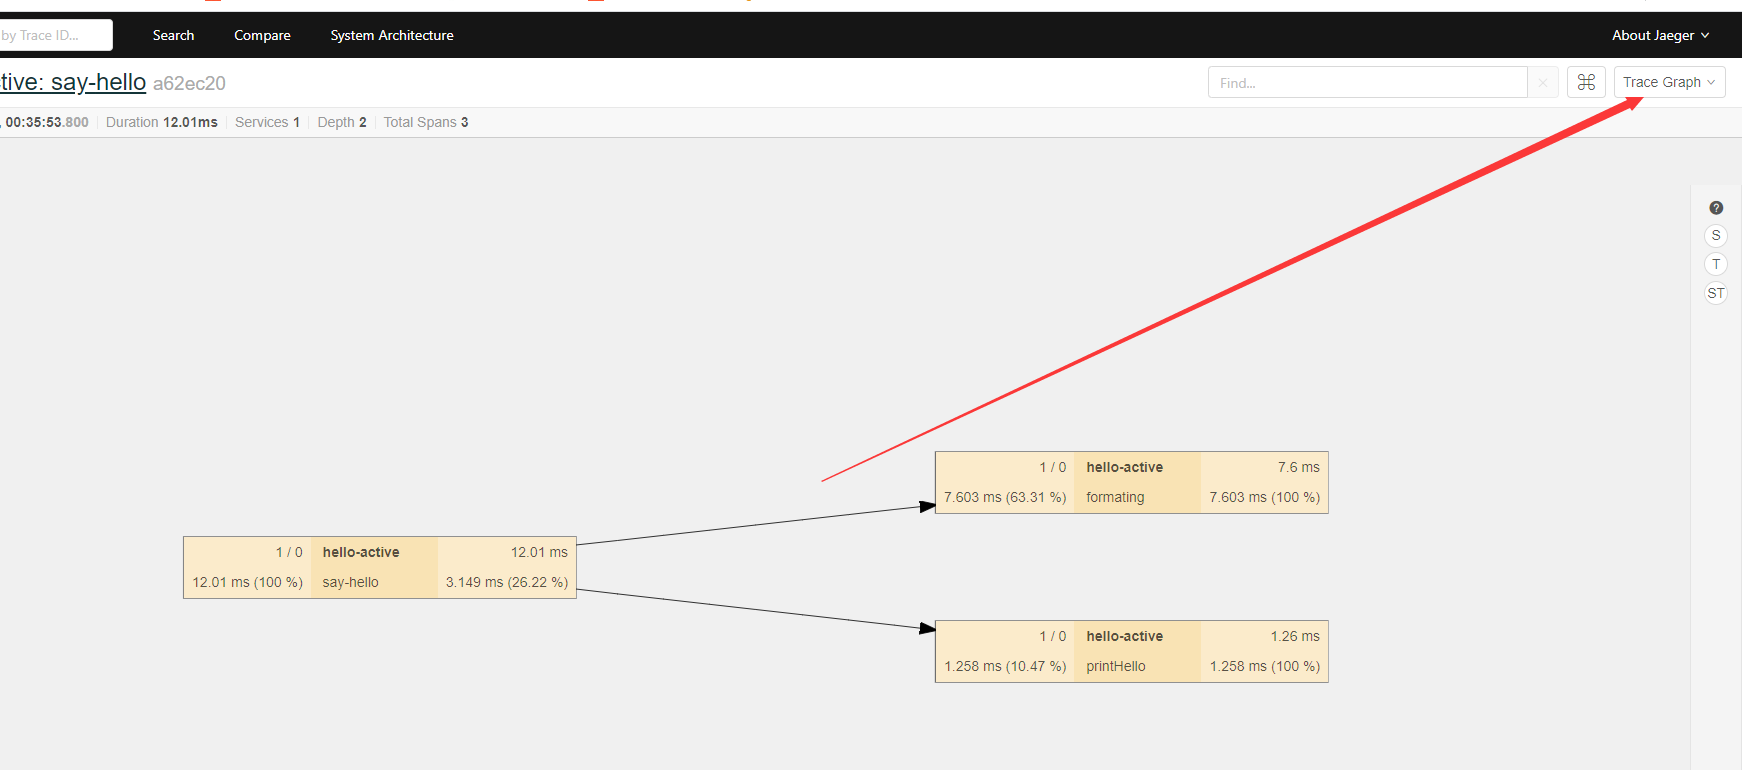 by Trace ID...
Search
Compare
System Architecture
About Jaeger
tive: say-hello a62ec20
Find...
⌘
Trace Graph
, 00:35:53.800
Duration 12.01ms
Services 1
Depth 2
Total Spans 3
?
S
T
ST
1 / 0 hello-active 7.6 ms
7.603 ms (63.31 %) formating 7.603 ms (100 %)
1 / 0 hello-active 12.01 ms
12.01 ms (100 %) say-hello 3.149 ms (26.22 %)
1 / 0 hello-active 1.26 ms
1.258 ms (10.47 %) printHello 1.258 ms (100 %)